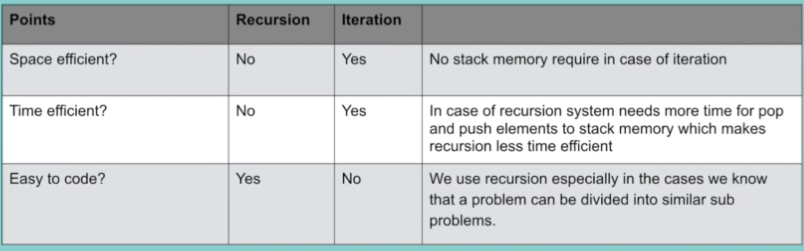 Points Recursion Iteration
Space efficient? No Yes No stack memory require in case of iteration
Time efficient? No Yes In case of recursion system needs more time for pop
and push elements to stack memory which makes
recursion less time efficient
Easy to code? Yes No We use recursion especially in the cases we know
that a problem can be divided into similar sub
problems.